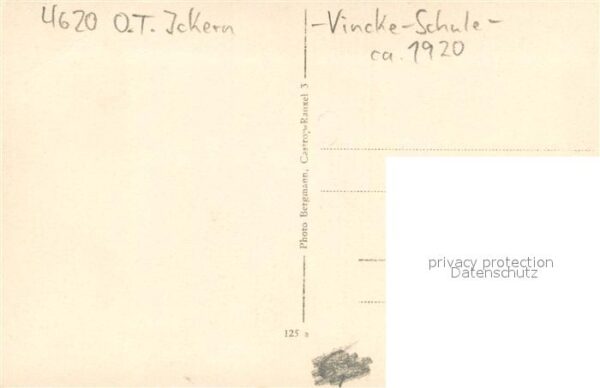 4620 O.T. Ickern
-Vincke-Schule-
ca. 1920
Photo Bergmann, Castrop-Rauxel 3
125 a
privacy protection
Datenschutz